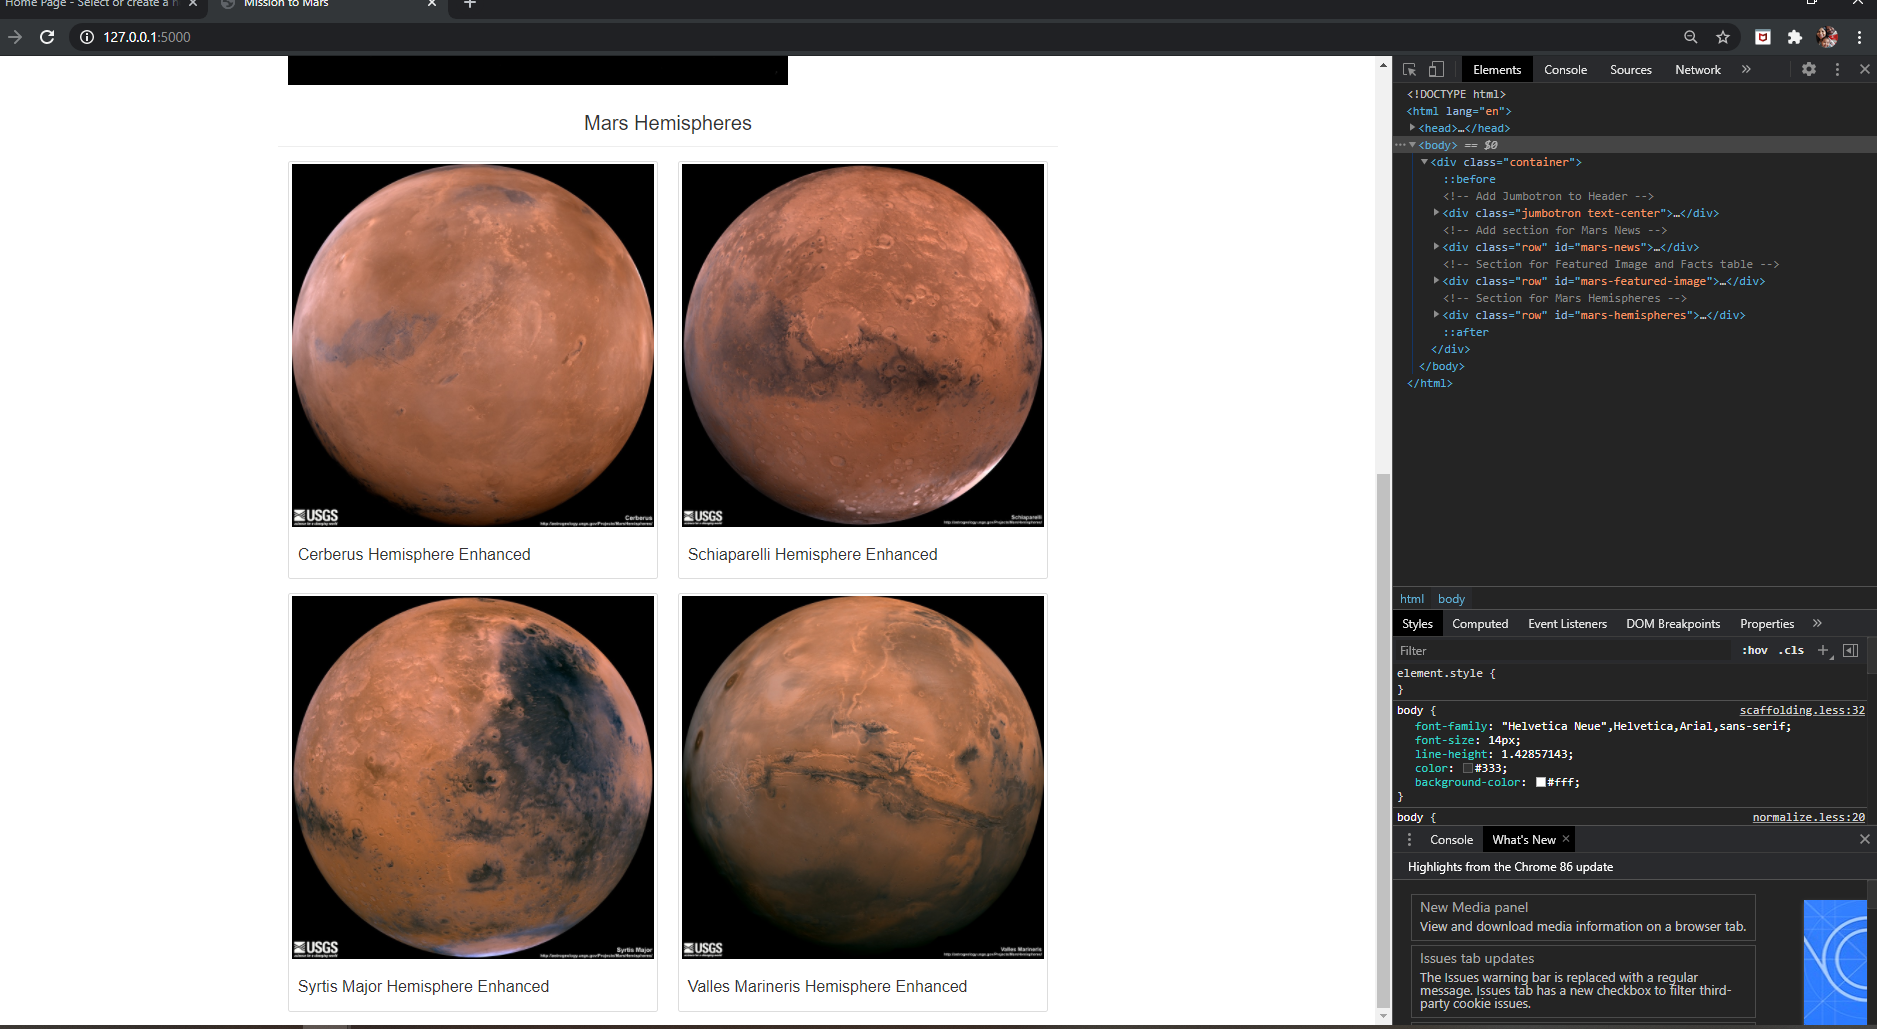 Home Page - Select or create a n
Mission to Mars
127.0.0.1:5000
Mars Hemispheres
USGS
Cerberus
http://astrogeology.usgs.gov/Projects/MarsHemispheres/
Cerberus Hemisphere Enhanced
USGS
Schiaparelli
Schiaparelli Hemisphere Enhanced
USGS
Syrtis Major
Syrtis Major Hemisphere Enhanced
USGS
Valles Marineris
Valles Marineris Hemisphere Enhanced
Elements Console Sources Network »
<!DOCTYPE html>
<html lang="en">
<head>…</head>
<body> == $0
<div class="container">
::before
<!-- Add Jumbotron to Header -->
<div class="jumbotron text-center">…</div>
<!-- Add section for Mars News -->
<div class="row" id="mars-news">…</div>
<!-- Section for Featured Image and Facts table -->
<div class="row" id="mars-featured-image">…</div>
<!-- Section for Mars Hemispheres -->
<div class="row" id="mars-hemispheres">…</div>
::after
</div>
</body>
</html>
html body
Styles Computed Event Listeners DOM Breakpoints Properties »
Filter :hov .cls +
element.style {
}
body { scaffolding.less:32
font-family: "Helvetica Neue",Helvetica,Arial,sans-serif;
font-size: 14px;
line-height: 1.42857143;
color: #333;
background-color: #fff;
}
body { normalize.less:20
Console What's New ×
Highlights from the Chrome 86 update
New Media panel
View and download media information on a browser tab.
Issues tab updates
The Issues warning bar is replaced with a regular
message. Issues tab has a new checkbox to filter third-
party cookie issues.